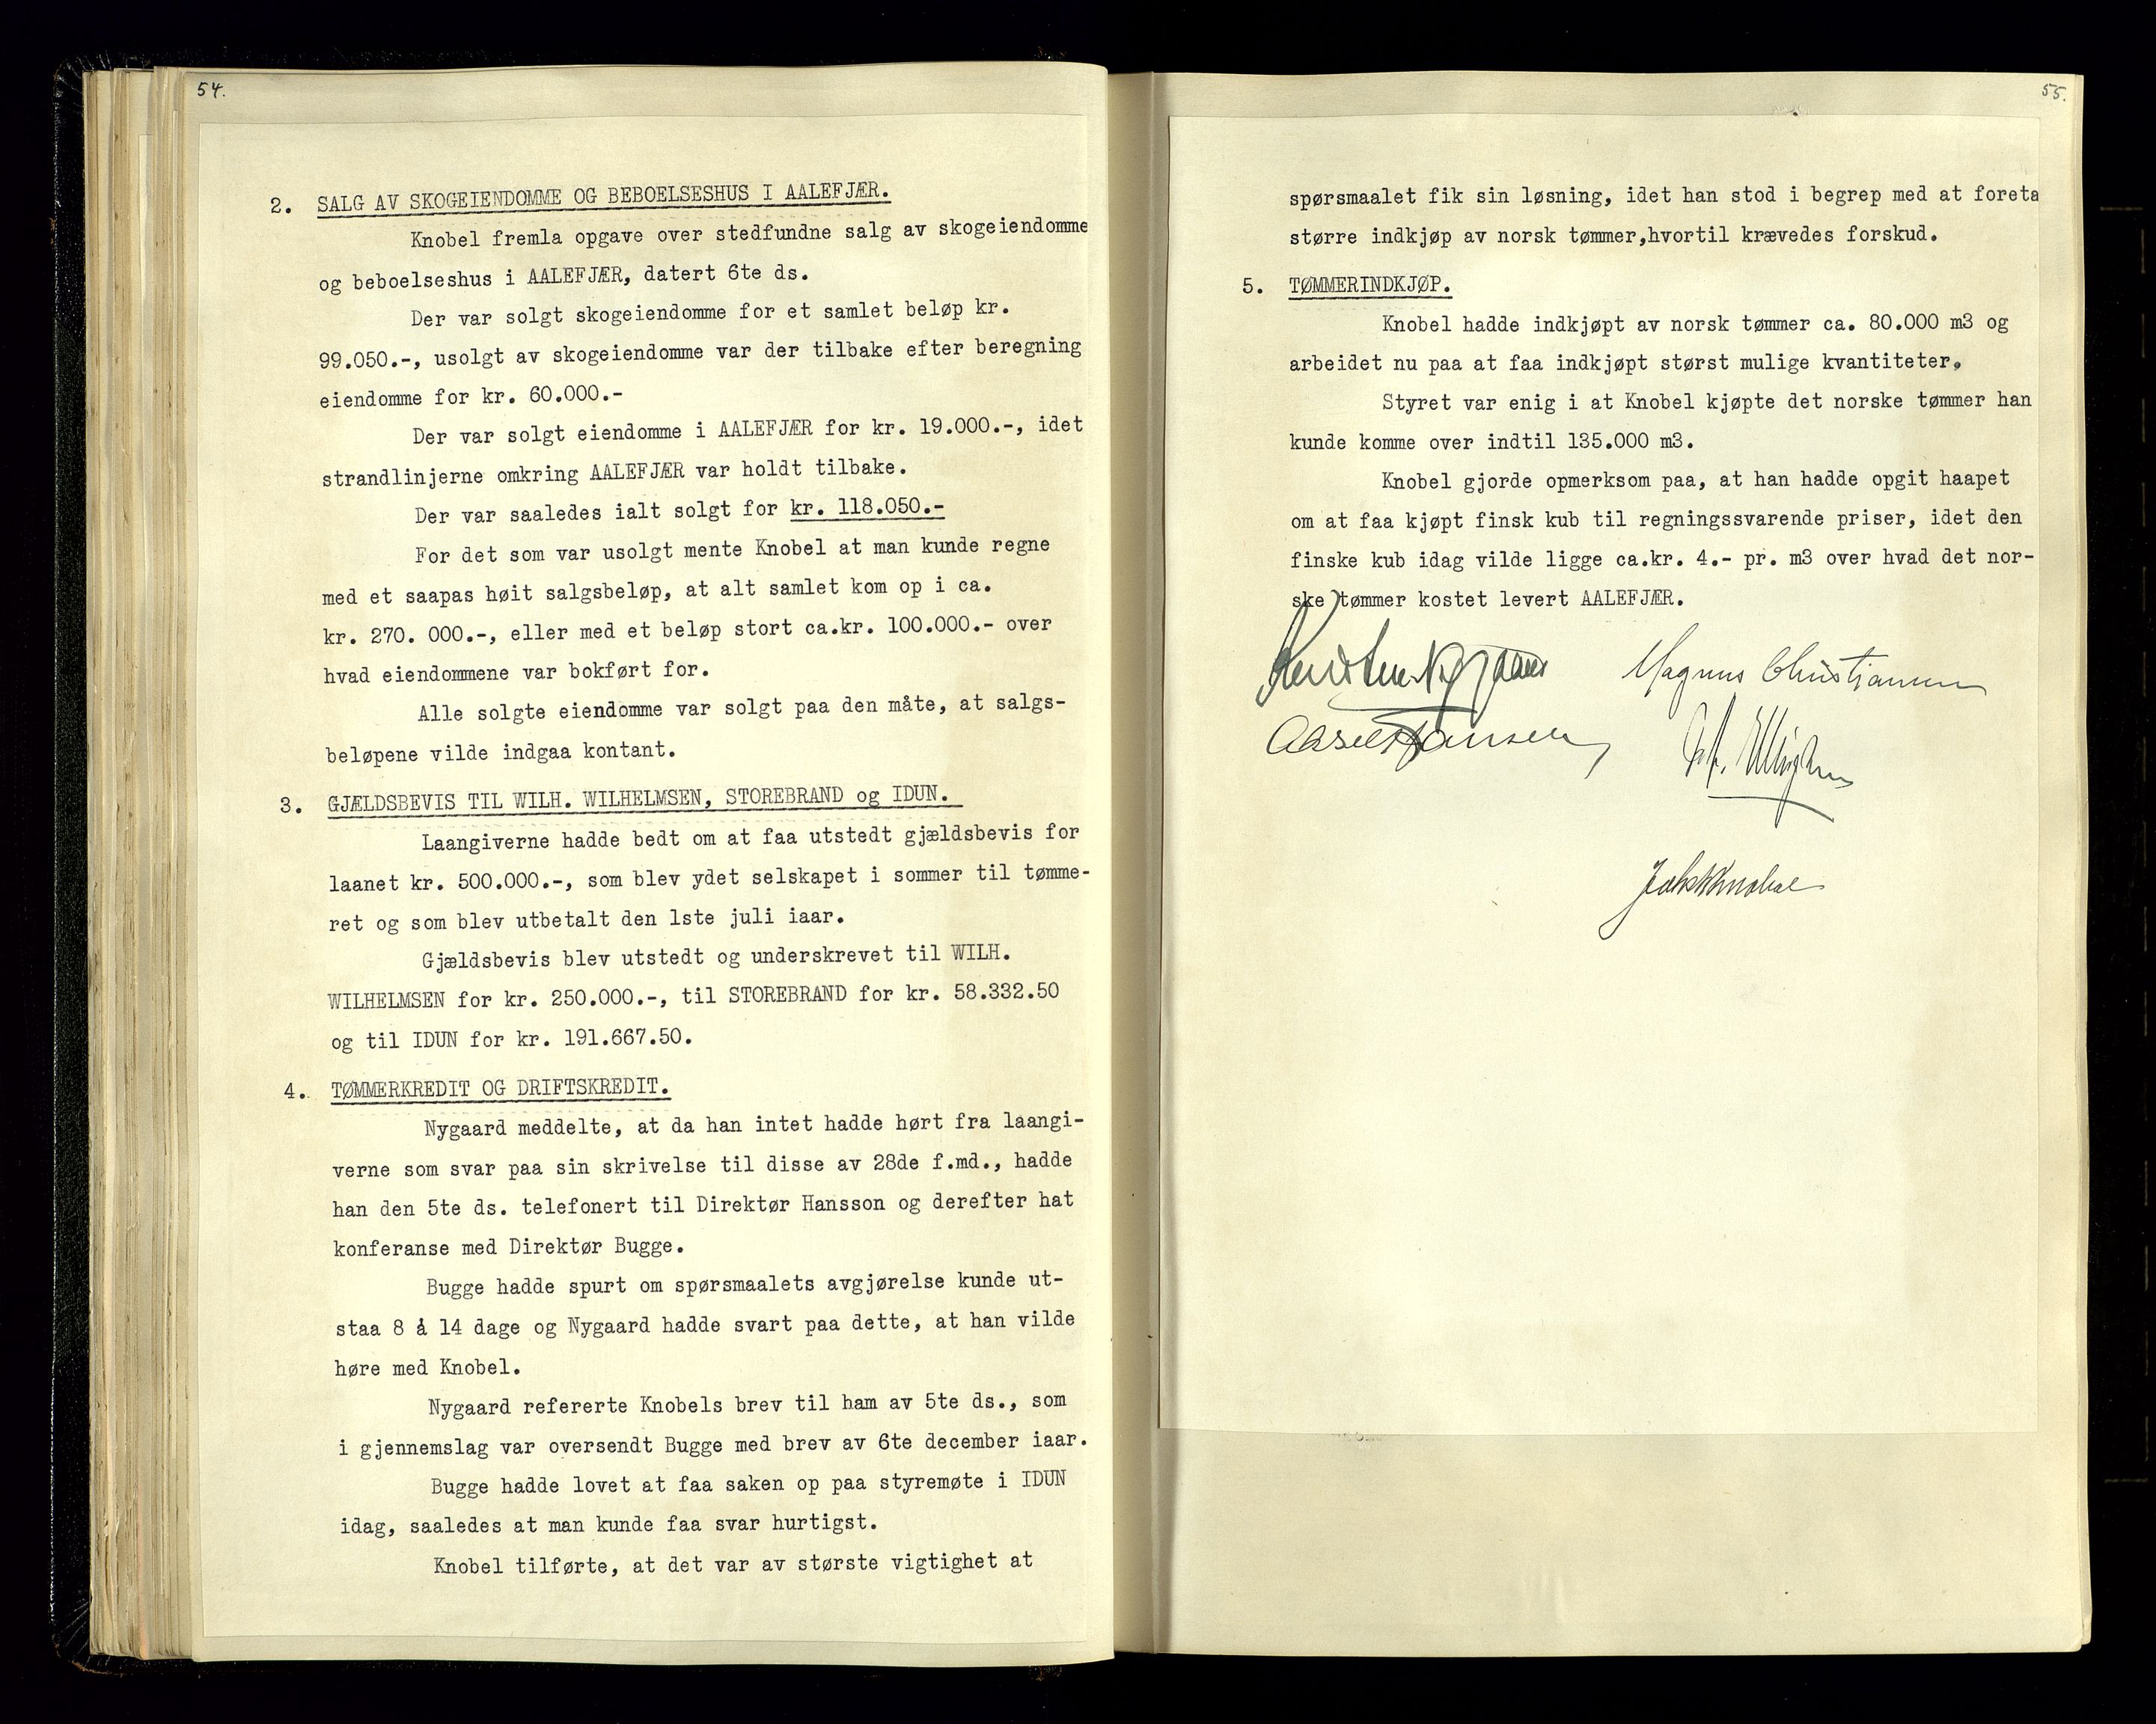 54.
2. SALG AV SKOGEIENDOMME OG BEBOELSESHUS I AALEFJÆR.
Knobel fremla opgave over stedfundne salg av skogeiendomme
og beboelseshus i AALEFJÆR, datert 6te ds.
Der var solgt skogeiendomme for et samlet beløp kr.
99.050.-, usolgt av skogeiendomme var der tilbake efter beregning
eiendomme for kr. 60.000.-
Der var solgt eiendomme i AALEFJÆR for kr. 19.000.-, idet
strandlinjerne omkring AALEFJÆR var holdt tilbake.
Der var saaledes ialt solgt for kr. 118.050.-
For det som var usolgt mente Knobel at man kunde regne
med et saapas høit salgsbeløp, at alt samlet kom op i ca.
kr. 270. 000.-, eller med et beløp stort ca.kr. 100.000.- over
hvad eiendommene var bokført for.
Alle solgte eiendomme var solgt paa den måte, at salgs-
beløpene vilde indgaa kontant.
3. GJÆLDSBEVIS TIL WILH. WILHELMSEN, STOREBRAND og IDUN.
Laangiverne hadde bedt om at faa utstedt gjældsbevis for
laanet kr. 500.000.-, som blev ydet selskapet i sommer til tømme-
ret og som blev utbetalt den 1ste juli iaar.
Gjældsbevis blev utstedt og underskrevet til WILH.
WILHELMSEN for kr. 250.000.-, til STOREBRAND for kr. 58.332.50
og til IDUN for kr. 191.667.50.
4. TØMMERKREDIT OG DRIFTSKREDIT.
Nygaard meddelte, at da han intet hadde hørt fra laangi-
verne som svar paa sin skrivelse til disse av 28de f.md., hadde
han den 5te ds. telefonert til Direktør Hansson og derefter hat
konferanse med Direktør Bugge.
Bugge hadde spurt om spørsmaalets avgjørelse kunde ut-
staa 8 å 14 dage og Nygaard hadde svart paa dette, at han vilde
høre med Knobel.
Nygaard refererte Knobels brev til ham av 5te ds., som
i gjennemslag var oversendt Bugge med brev av 6te december iaar.
Bugge hadde lovet at faa saken op paa styremøte i IDUN
idag, saaledes at man kunde faa svar hurtigst.
Knobel tilførte, at det var av største vigtighet at
55.
spørsmaalet fik sin løsning, idet han stod i begrep med at foreta
større indkjøp av norsk tømmer,hvortil krævedes forskud.
5. TØMMERINDKJØP.
Knobel hadde indkjøpt av norsk tømmer ca. 80.000 m3 og
arbeidet nu paa at faa indkjøpt størst mulige kvantiteter.
Styret var enig i at Knobel kjøpte det norske tømmer han
kunde komme over indtil 135.000 m3.
Knobel gjorde opmerksom paa, at han hadde opgit haapet
om at faa kjøpt finsk kub til regningssvarende priser, idet den
finske kub idag vilde ligge ca.kr. 4.- pr. m3 over hvad det nor-
ske tømmer kostet levert AALEFJÆR.
Nygaard Magnus Christiansen
Aksel Hansen